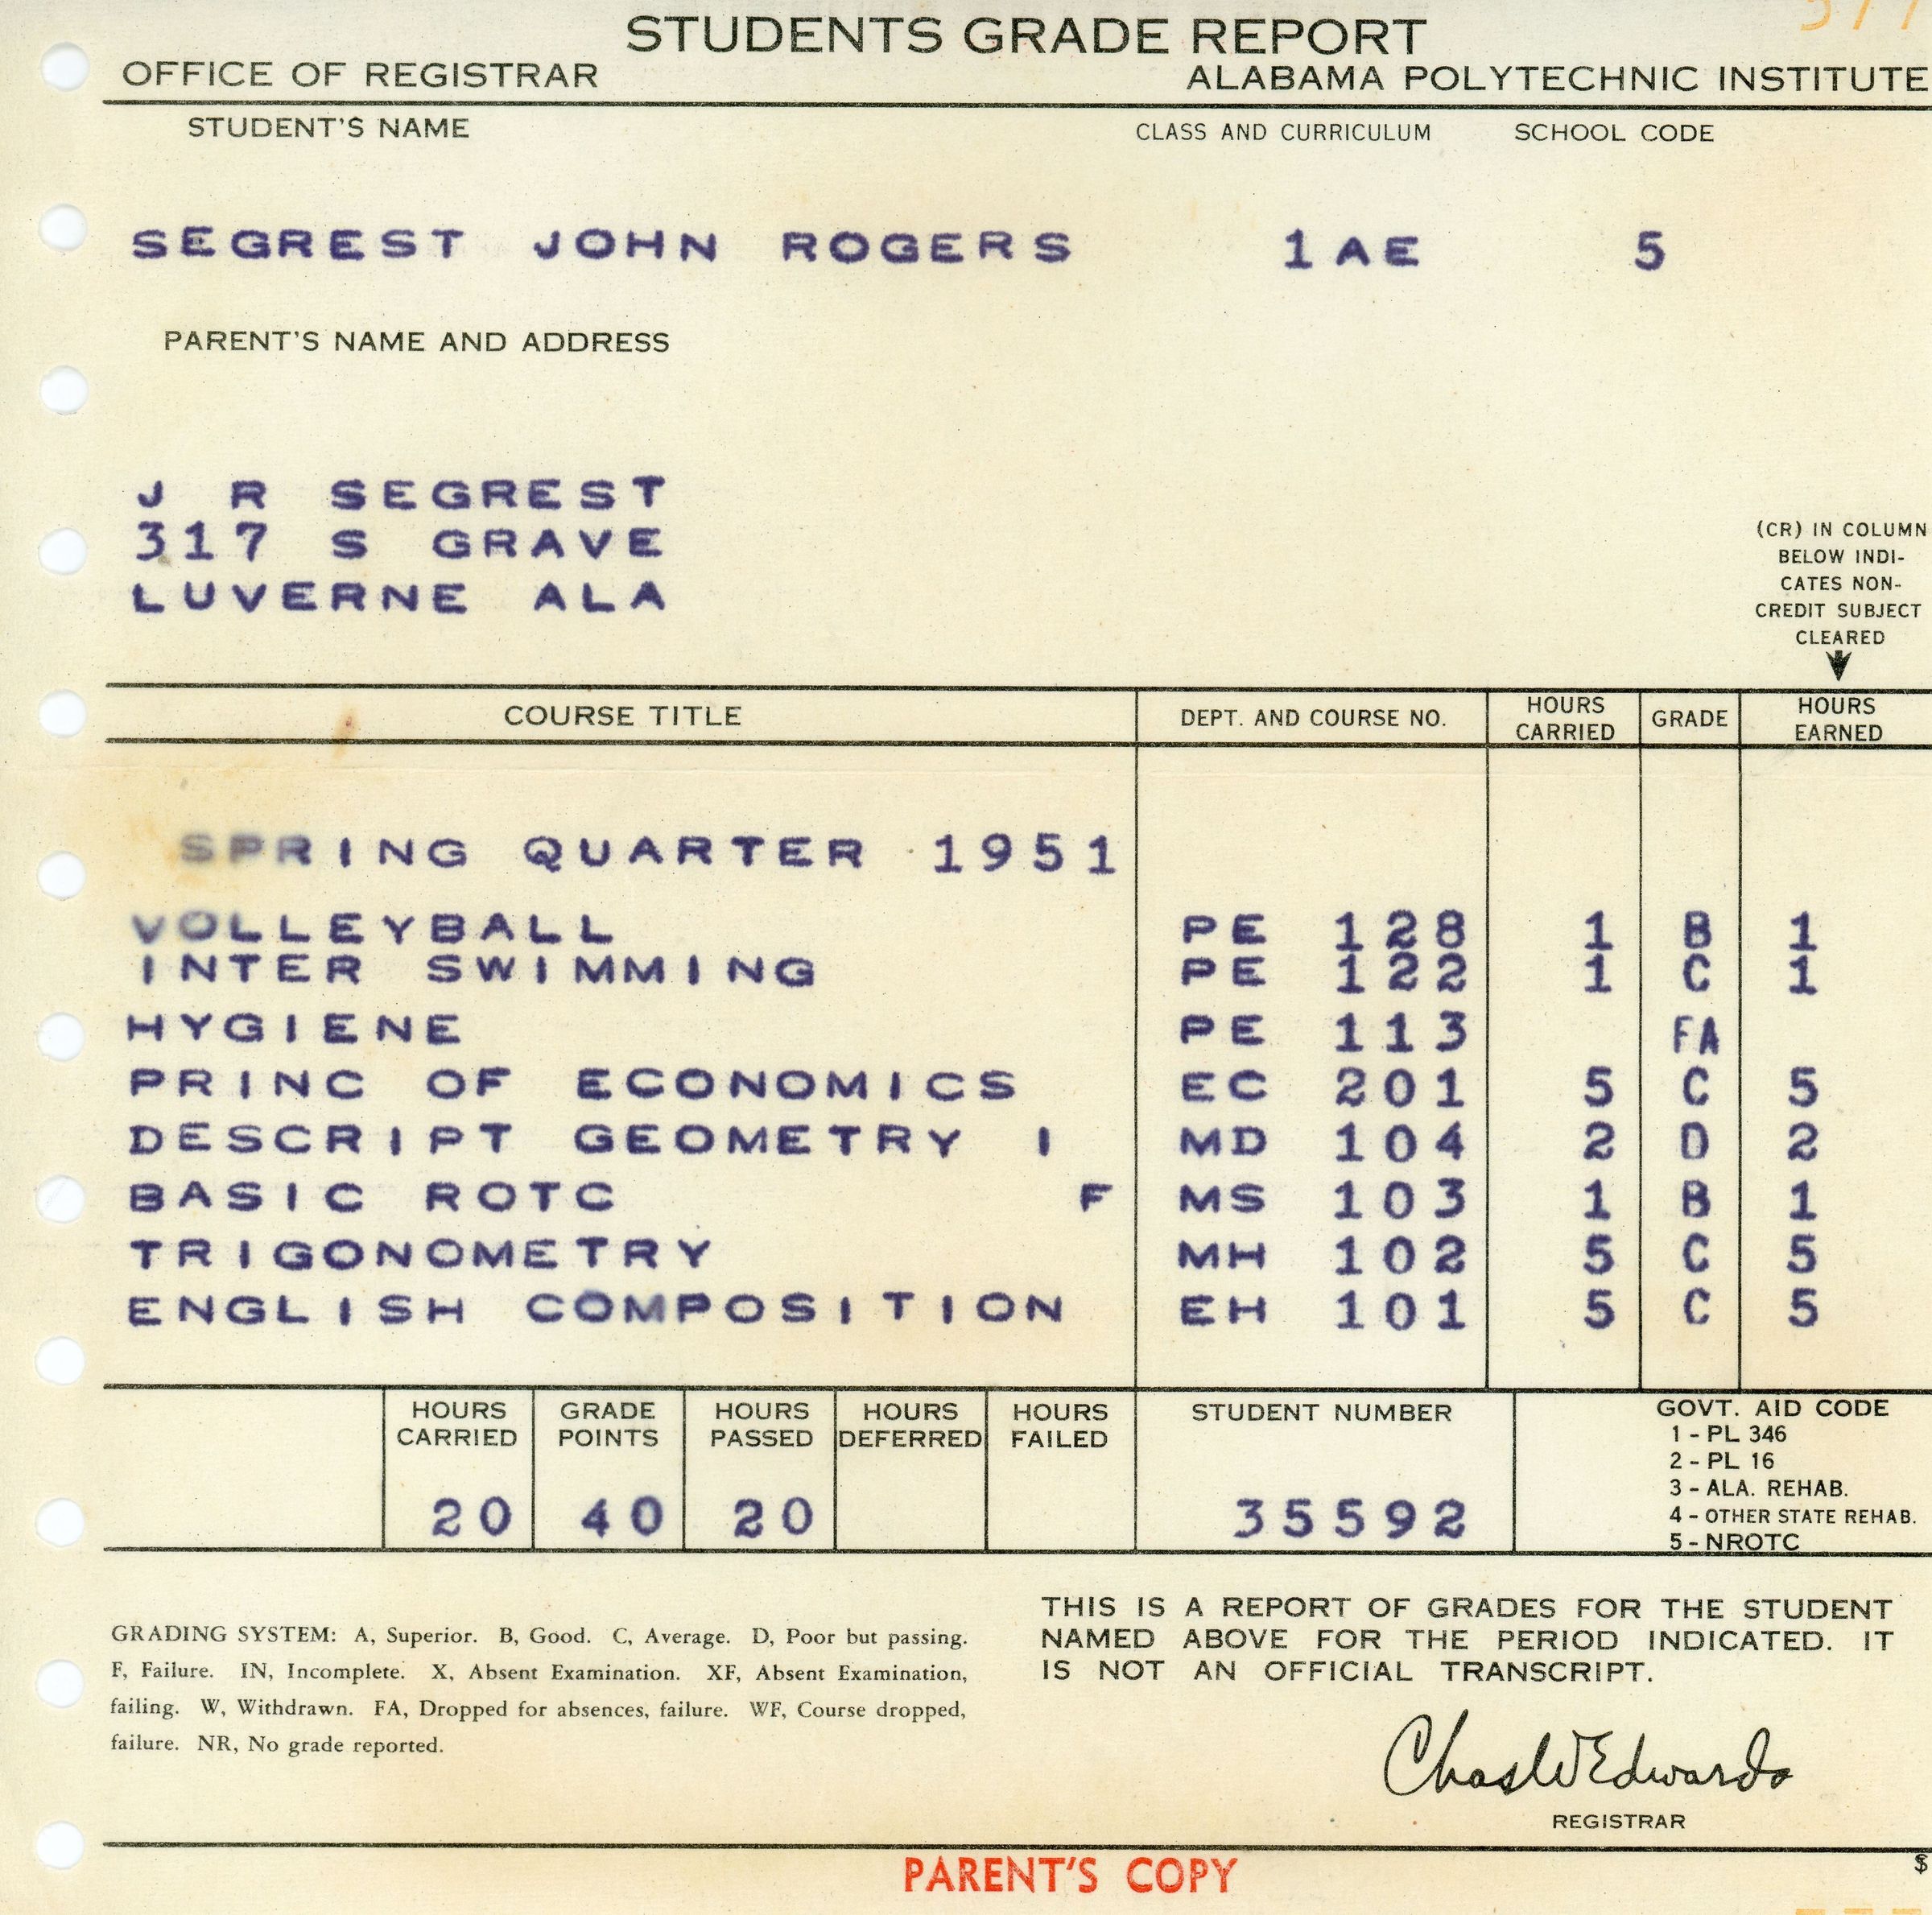 STUDENTS GRADE REPORT
OFFICE OF REGISTRAR ALABAMA POLYTECHNIC INSTITUTE
STUDENT'S NAME CLASS AND CURRICULUM SCHOOL CODE
SEGREST JOHN ROGERS 1 AE 5
PARENT'S NAME AND ADDRESS
J R SEGREST
317 S GRAVE
LUVERNE ALA
(CR) IN COLUMN
BELOW INDI-
CATES NON-
CREDIT SUBJECT
CLEARED
COURSE TITLE DEPT. AND COURSE NO. HOURS CARRIED GRADE HOURS EARNED
SPRING QUARTER 1951
VOLLEYBALL PE 128 1 B 1
INTER SWIMMING PE 122 1 C 1
HYGIENE PE 113 FA
PRINC OF ECONOMICS EC 201 5 C 5
DESCRIPT GEOMETRY I MD 104 2 D 2
BASIC ROTC F MS 103 1 B 1
TRIGONOMETRY MH 102 5 C 5
ENGLISH COMPOSITION EH 101 5 C 5
HOURS CARRIED GRADE POINTS HOURS PASSED HOURS DEFERRED HOURS FAILED STUDENT NUMBER
20 40 20 35592
GOVT. AID CODE
1 - PL 346
2 - PL 16
3 - ALA. REHAB.
4 - OTHER STATE REHAB.
5 - NROTC
GRADING SYSTEM: A, Superior. B, Good. C, Average. D, Poor but passing.
F, Failure. IN, Incomplete. X, Absent Examination. XF, Absent Examination,
failing. W, Withdrawn. FA, Dropped for absences, failure. WF, Course dropped,
failure. NR, No grade reported.
THIS IS A REPORT OF GRADES FOR THE STUDENT
NAMED ABOVE FOR THE PERIOD INDICATED. IT
IS NOT AN OFFICIAL TRANSCRIPT.
Chas W Edwards
REGISTRAR
PARENT'S COPY
$